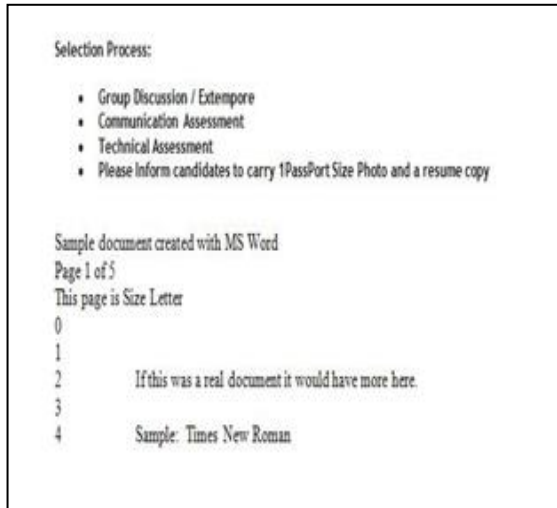 Selection Process:
• Group Discussion / Extempore
• Communication Assessment
• Technical Assessment
• Please Inform candidates to carry 1PassPort Size Photo and a resume copy
Sample document created with MS Word
Page 1 of 5
This page is Size Letter
0
1
2 If this was a real document it would have more here.
3
4 Sample: Times New Roman